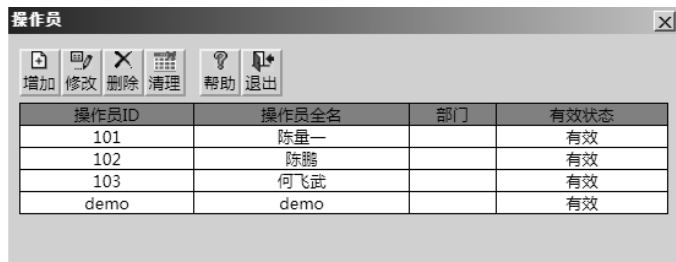 操作员
增加 修改 删除 清理 帮助 退出
操作员ID 操作员全名 部门 有效状态
101 陈量一 有效
102 陈鹏 有效
103 何飞武 有效
demo demo 有效